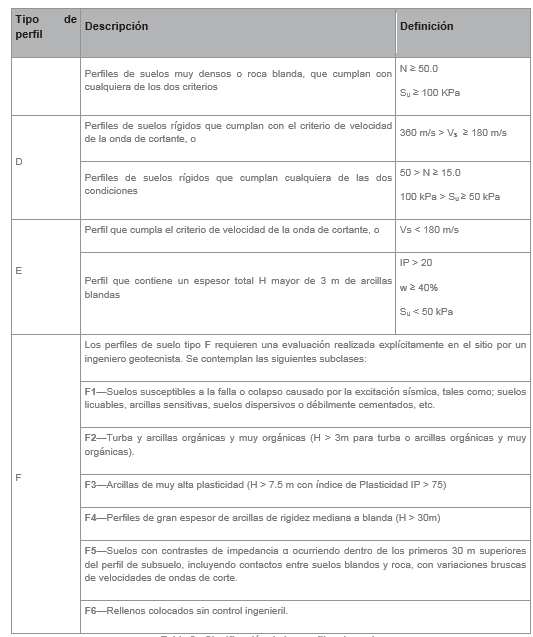 Tipo de perfil
Descripción
Definición
Perfiles de suelos muy densos o roca blanda, que cumplan con
cualquiera de los dos criterios
N ≥ 50.0
Su ≥ 100 KPa
D
Perfiles de suelos rígidos que cumplan con el criterio de velocidad
de la onda de cortante, o
360 m/s > Vs ≥ 180 m/s
Perfiles de suelos rígidos que cumplan cualquiera de las dos
condiciones
50 > N ≥ 15.0
100 kPa > Su ≥ 50 kPa
E
Perfil que cumpla el criterio de velocidad de la onda de cortante, o
Vs < 180 m/s
Perfil que contiene un espesor total H mayor de 3 m de arcillas
blandas
IP > 20
w ≥ 40%
Su < 50 kPa
F
Los perfiles de suelo tipo F requieren una evaluación realizada explícitamente en el sitio por un
ingeniero geotecnista. Se contemplan las siguientes subclases:
F1—Suelos susceptibles a la falla o colapso causado por la excitación sísmica, tales como; suelos
licuables, arcillas sensitivas, suelos dispersivos o débilmente cementados, etc.
F2—Turba y arcillas orgánicas y muy orgánicas (H > 3m para turba o arcillas orgánicas y muy
orgánicas).
F3—Arcillas de muy alta plasticidad (H > 7.5 m con índice de Plasticidad IP > 75)
F4—Perfiles de gran espesor de arcillas de rigidez mediana a blanda (H > 30m)
F5—Suelos con contrastes de impedancia α ocurriendo dentro de los primeros 30 m superiores
del perfil de subsuelo, incluyendo contactos entre suelos blandos y roca, con variaciones bruscas
de velocidades de ondas de corte.
F6—Rellenos colocados sin control ingenieril.